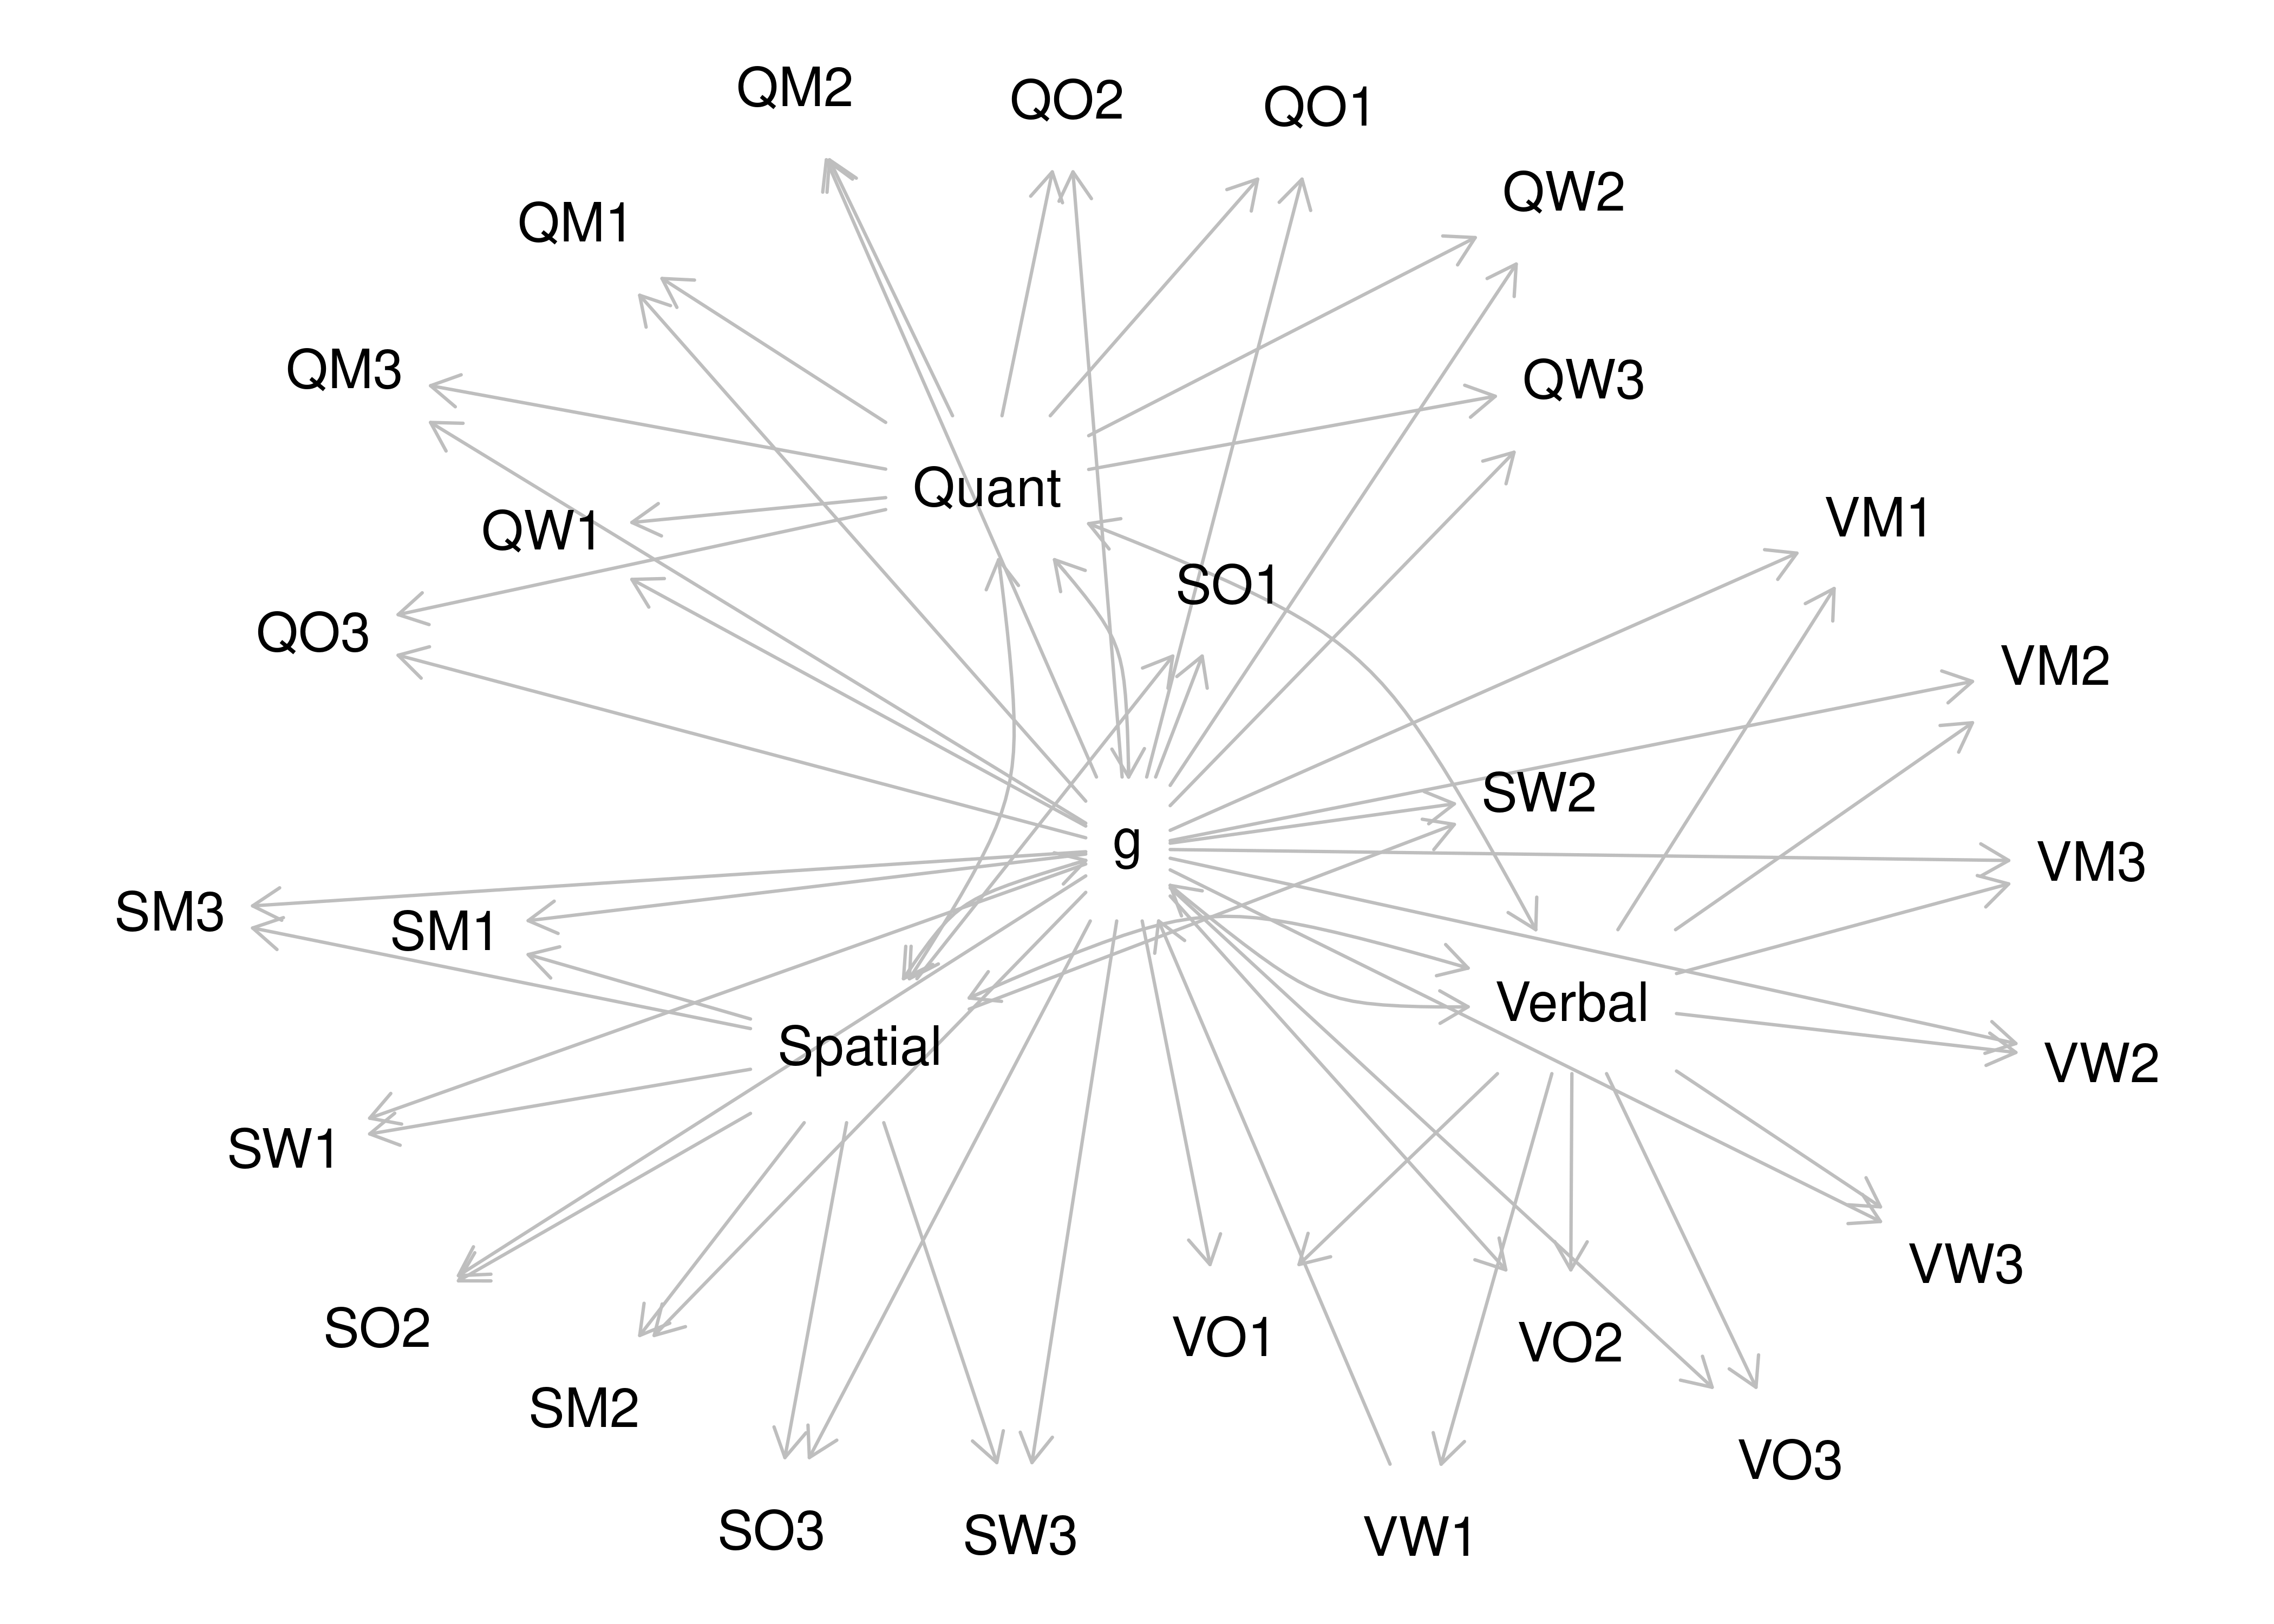 QM2
QO2
QO1
QW2
QM1
QM3
QW3
Quant
QW1
VM1
SO1
QO3
VM2
SW2
g
VM3
SM3
SM1
Verbal
Spatial
VW2
SW1
VW3
SO2
VO1
VO2
SM2
VO3
SO3
SW3
VW1